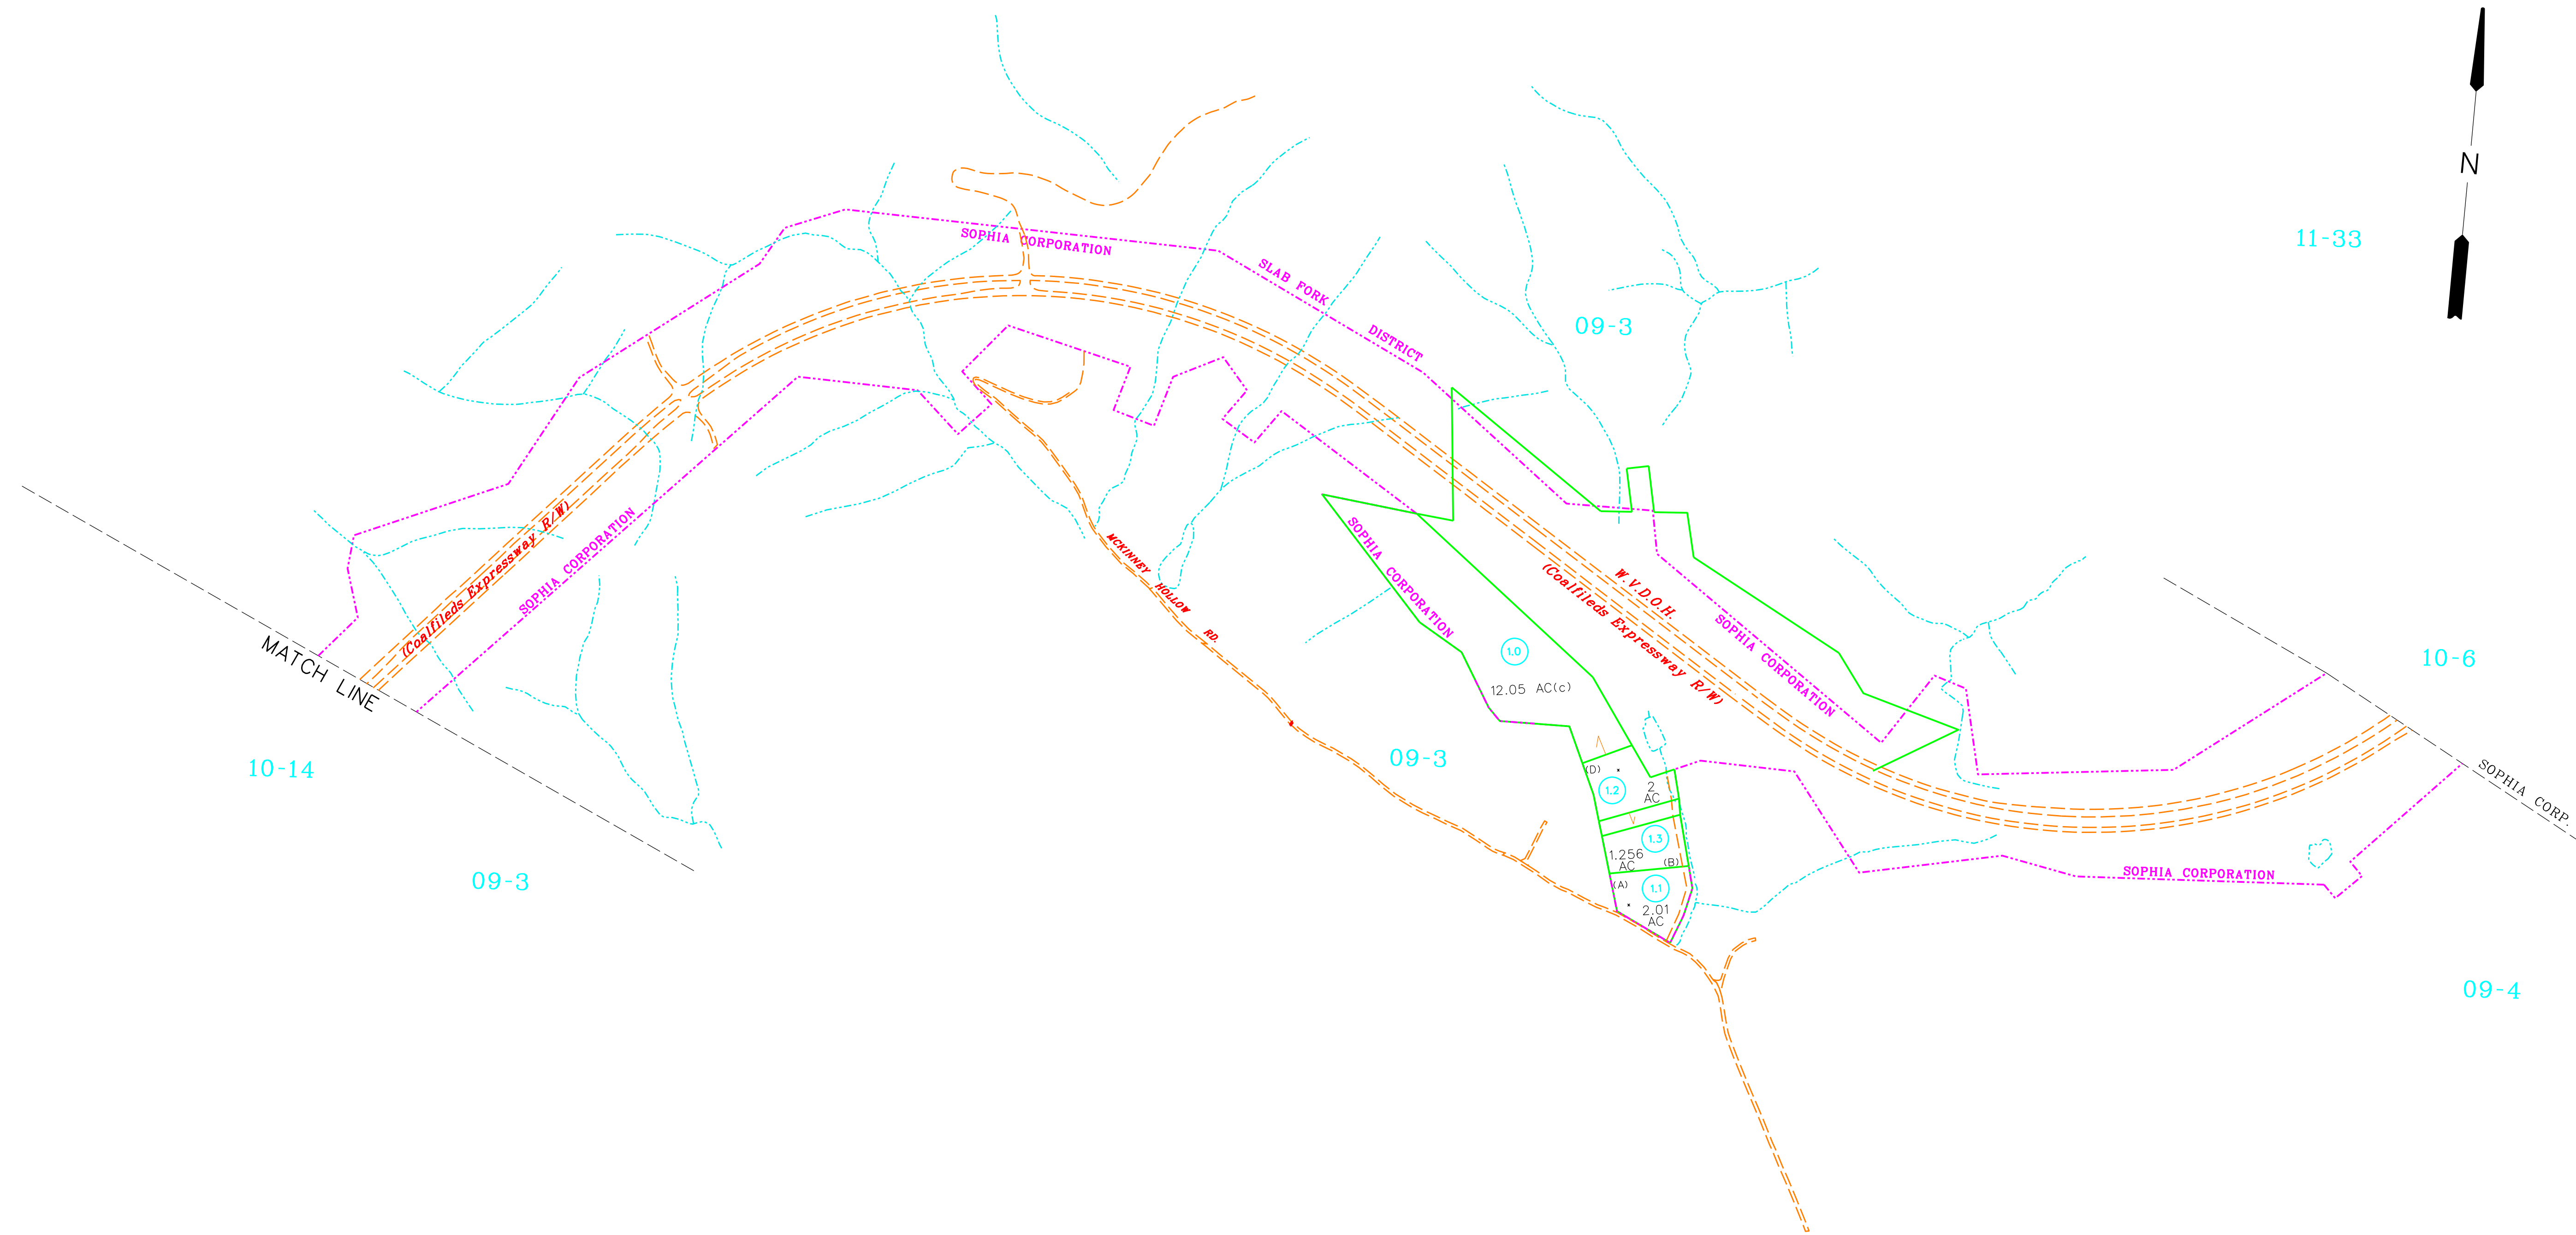 N
11-33
SOPHIA CORPORATION
SLAB FORK
DISTRICT
09-3
(Coalfileds Expressway R/W)
SOPHIA CORPORATION
MCKINNEY HOLLOW RD.
SOPHIA CORPORATION
W.V.D.O.H.
(Coalfileds Expressway R/W)
SOPHIA CORPORATION
1.0
12.05 AC(c)
MATCH LINE
10-6
10-14
09-3
09-3
(D)
1.2
2
AC
1.3
1.256
AC
(B)
(A)
1.1
2.01
AC
SOPHIA CORP.
SOPHIA CORPORATION
09-4